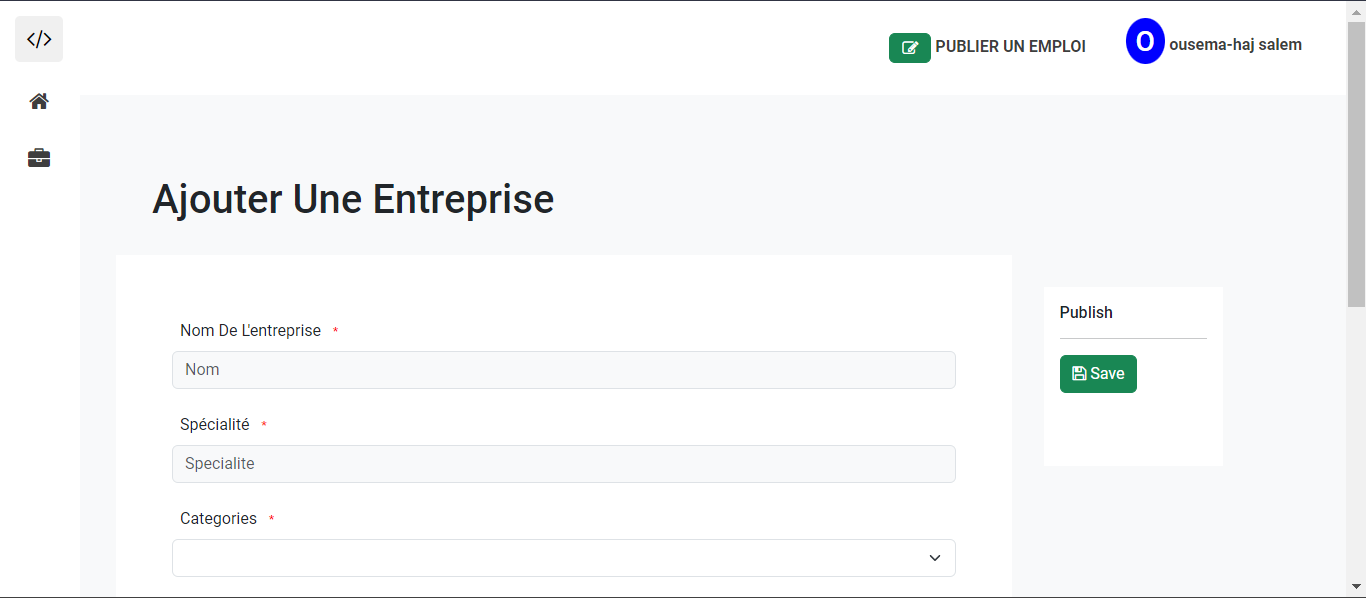 </>
PUBLIER UN EMPLOI
O ousema-haj salem
Ajouter Une Entreprise
Nom De L'entreprise *
Nom
Spécialité *
Specialite
Categories *
Publish
Save